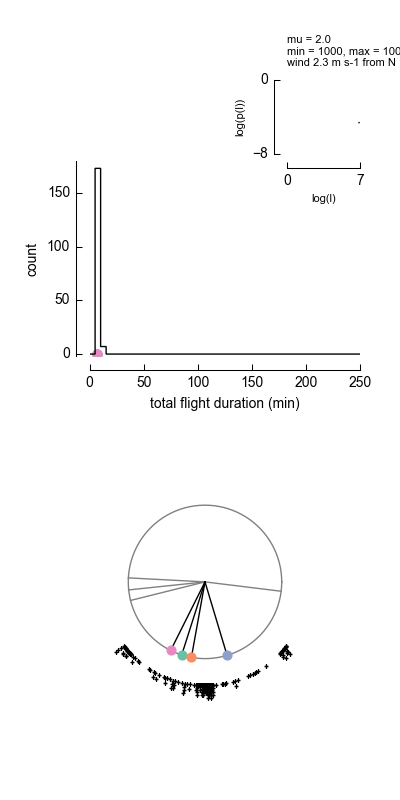 mu = 2.0
min = 1000, max = 100
wind 2.3 m s-1 from N
0
log(p(l))
−8
0 7
log(l)
150
count
100
50
0
0 50 100 150 200 250
total flight duration (min)